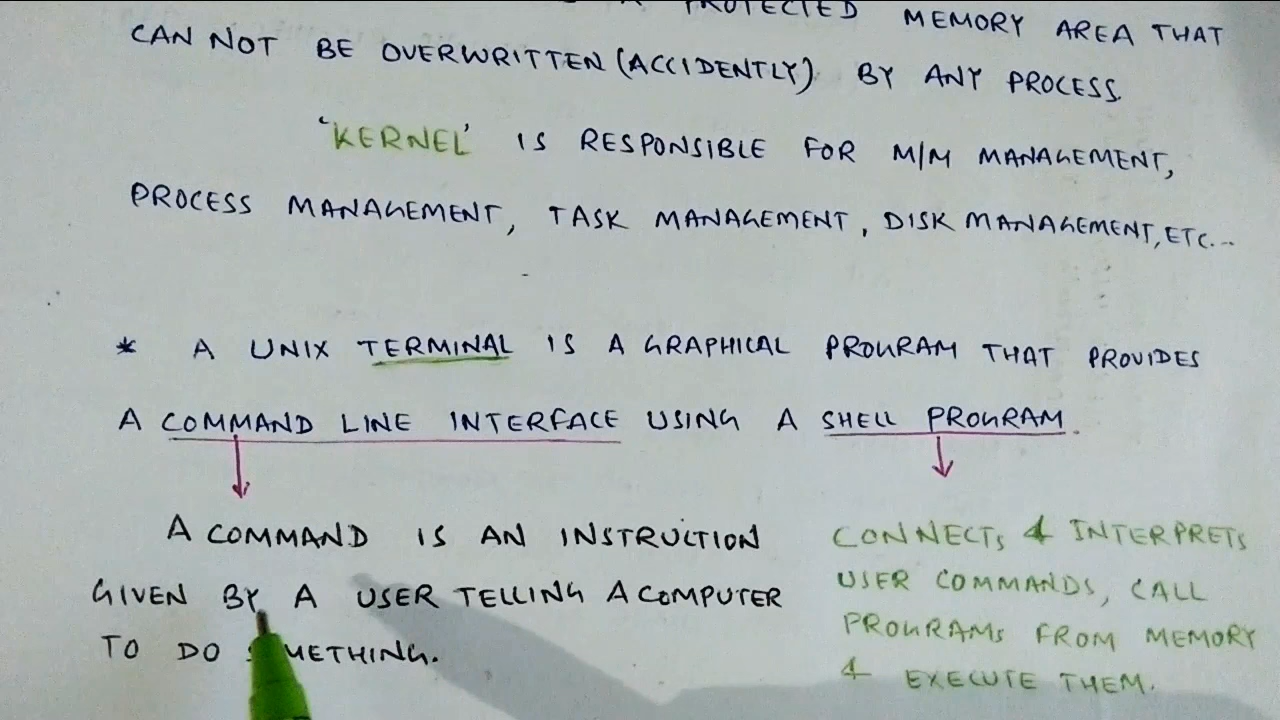 PROTECTED MEMORY AREA THAT
CAN NOT BE OVERWRITTEN (ACCIDENTLY) BY ANY PROCESS.
'KERNEL' IS RESPONSIBLE FOR M/M MANAGEMENT,
PROCESS MANAGEMENT, TASK MANAGEMENT, DISK MANAGEMENT, ETC...
* A UNIX TERMINAL IS A GRAPHICAL PROGRAM THAT PROVIDES
A COMMAND LINE INTERFACE USING A SHELL PROGRAM.
A COMMAND IS AN INSTRUCTION
GIVEN BY A USER TELLING A COMPUTER
TO DO SOMETHING.
CONNECTS & INTERPRETS
USER COMMANDS, CALL
PROGRAMS FROM MEMORY
& EXECUTE THEM.